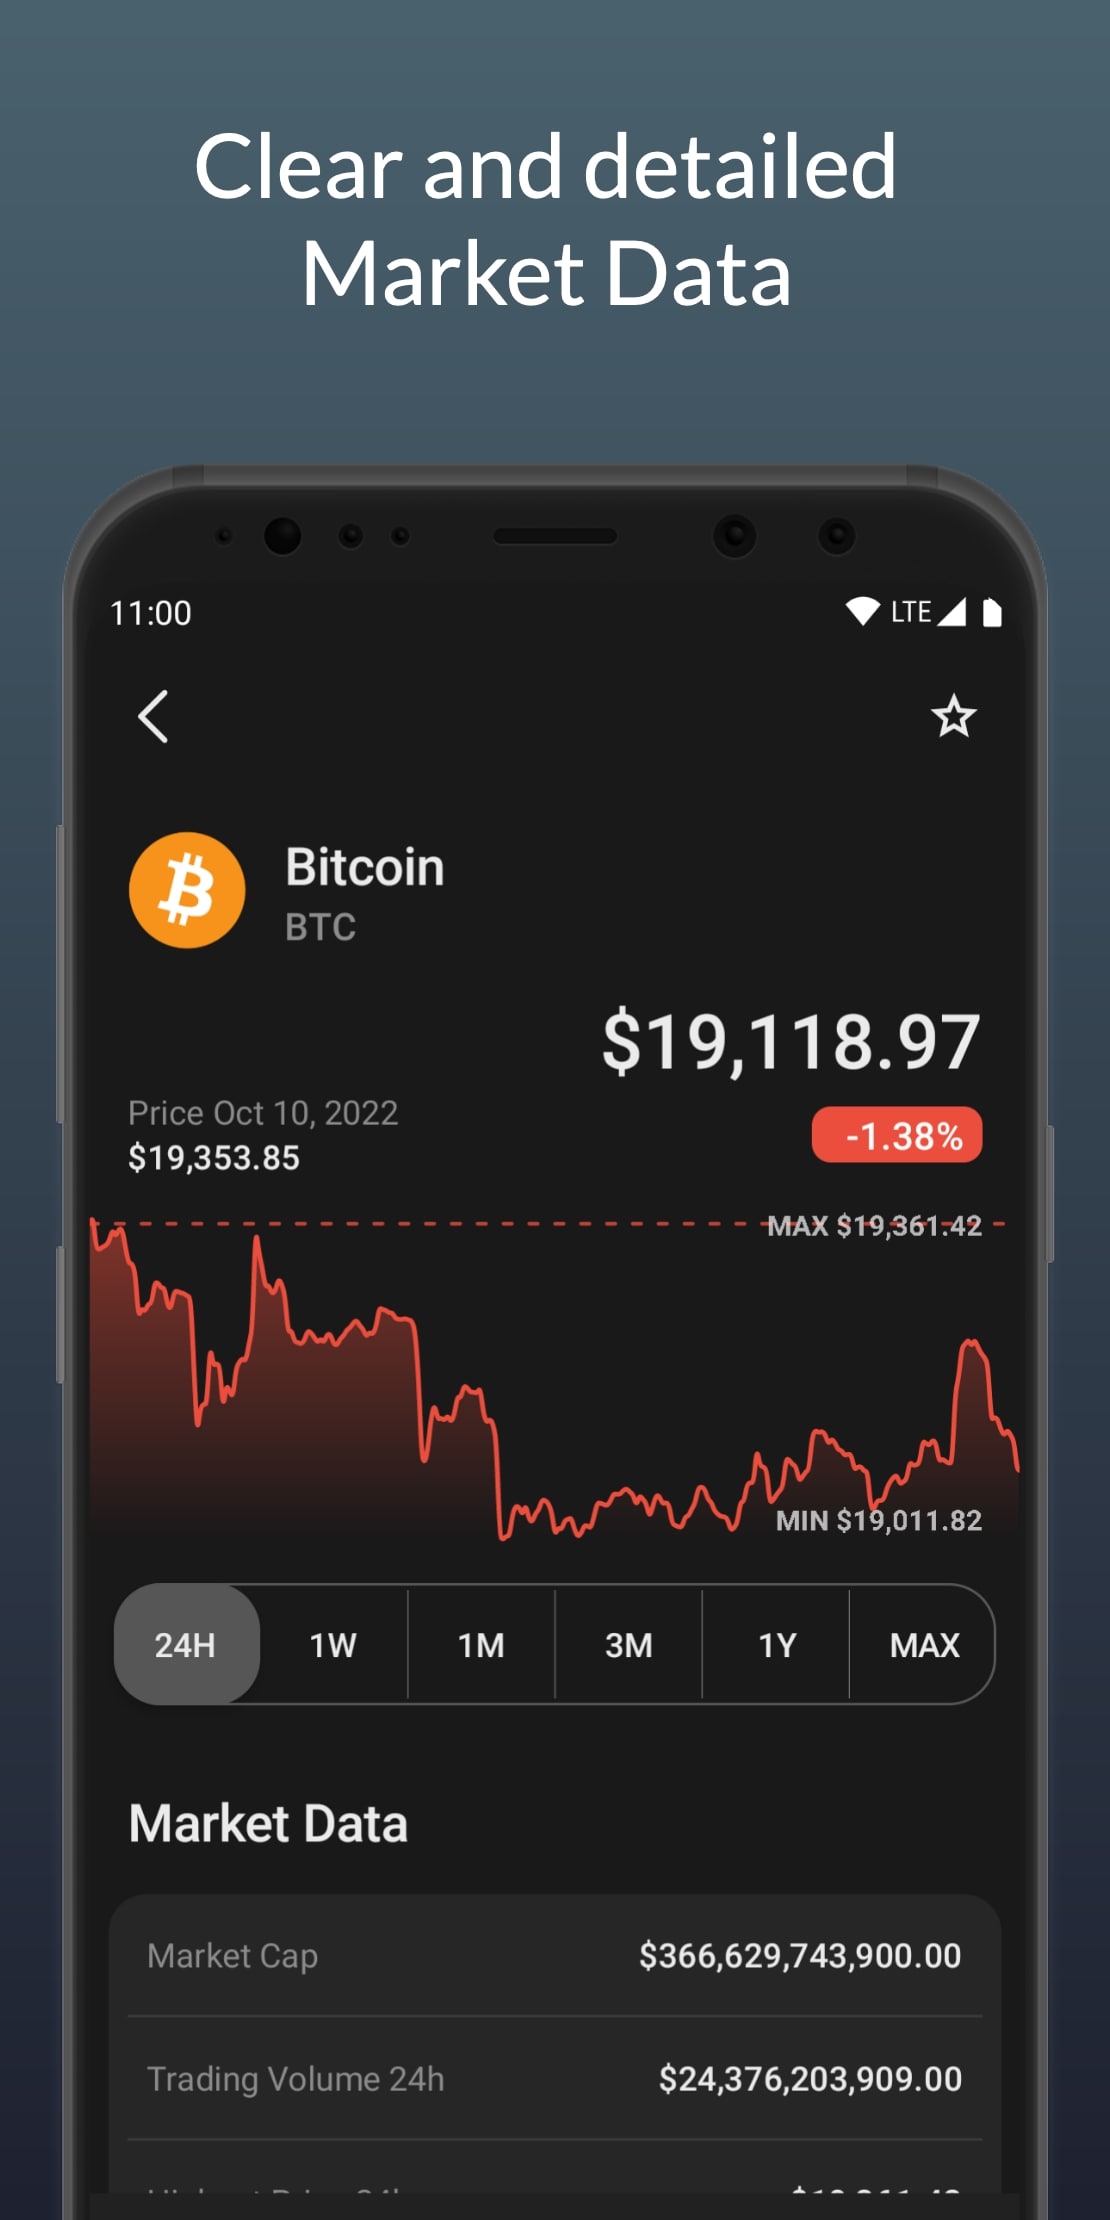 Clear and detailed
Market Data
11:00
LTE
Bitcoin
BTC
$19,118.97
Price Oct 10, 2022
-1.38%
$19,353.85
MAX $19,361.42
MIN $19,011.82
24H 1W 1M 3M 1Y MAX
Market Data
Market Cap $366,629,743,900.00
Trading Volume 24h $24,376,203,909.00